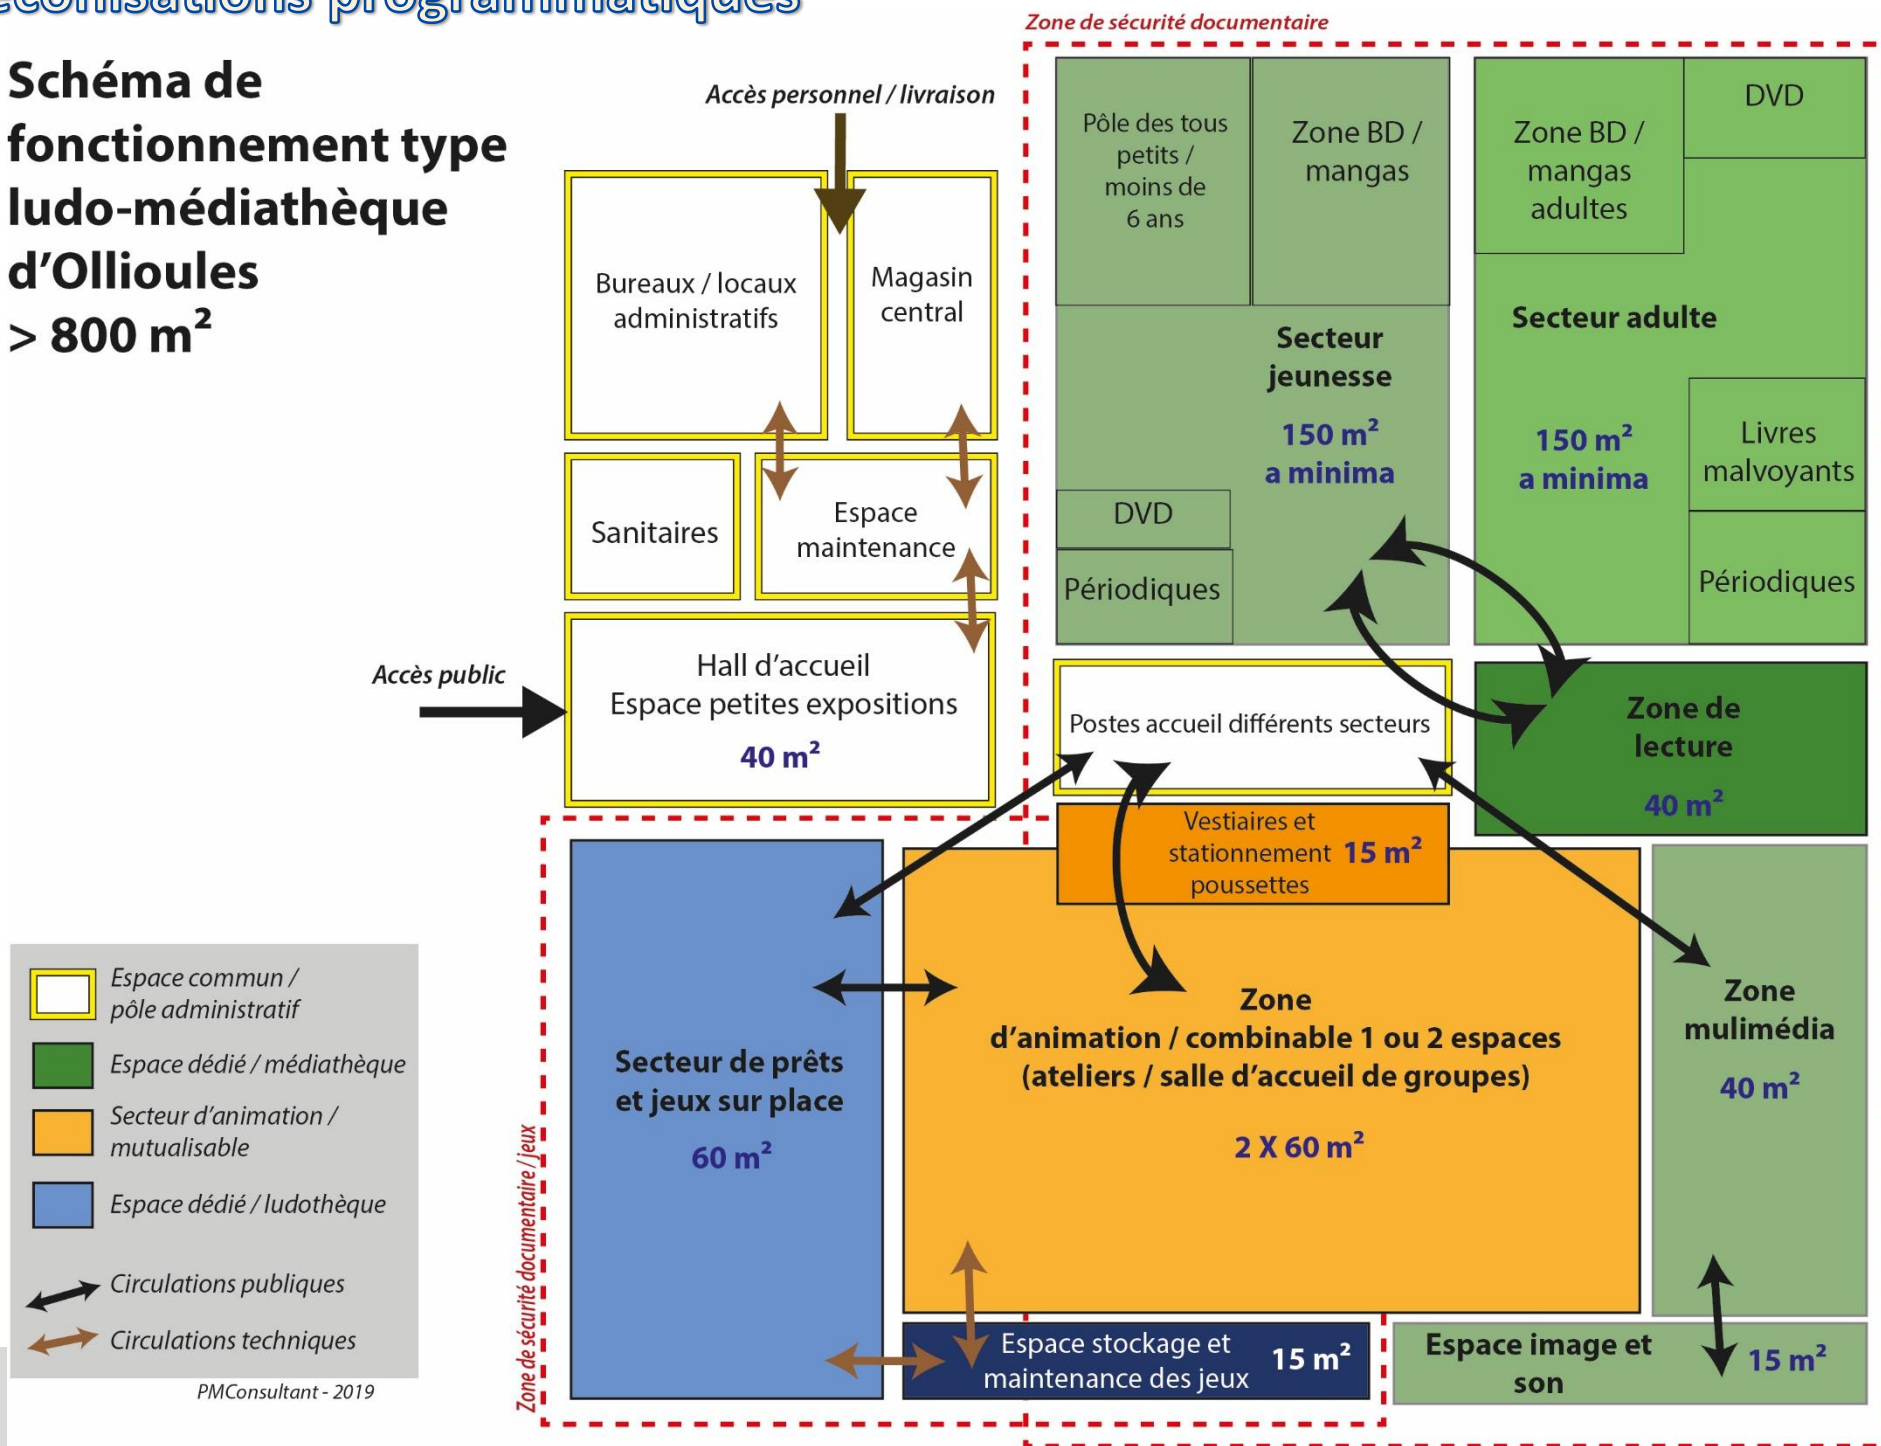 programmatiques
Schéma de
fonctionnement type
ludo-médiathèque
d'Ollioules
> 800 m²
Accès personnel / livraison
Zone de sécurité documentaire
Bureaux / locaux
administratifs
Magasin
central
Sanitaires
Espace
maintenance
Accès public
Hall d'accueil
Espace petites expositions
40 m²
Pôle des tous
petits /
moins de
6 ans
Zone BD /
mangas
Secteur
jeunesse
150 m²
a minima
DVD
Périodiques
Zone BD /
mangas
adultes
DVD
Secteur adulte
150 m²
a minima
Livres
malvoyants
Périodiques
Postes accueil différents secteurs
Zone de
lecture
40 m²
Vestiaires et
stationnement
poussettes
15 m²
Zone de sécurité documentaire / jeux
Secteur de prêts
et jeux sur place
60 m²
Zone
d'animation / combinable 1 ou 2 espaces
(ateliers / salle d'accueil de groupes)
2 X 60 m²
Zone
mulimédia
40 m²
Espace stockage et
maintenance des jeux
15 m²
Espace image et
son
15 m²
Espace commun /
pôle administratif
Espace dédié / médiathèque
Secteur d'animation /
mutualisable
Espace dédié / ludothèque
Circulations publiques
Circulations techniques
PMConsultant - 2019